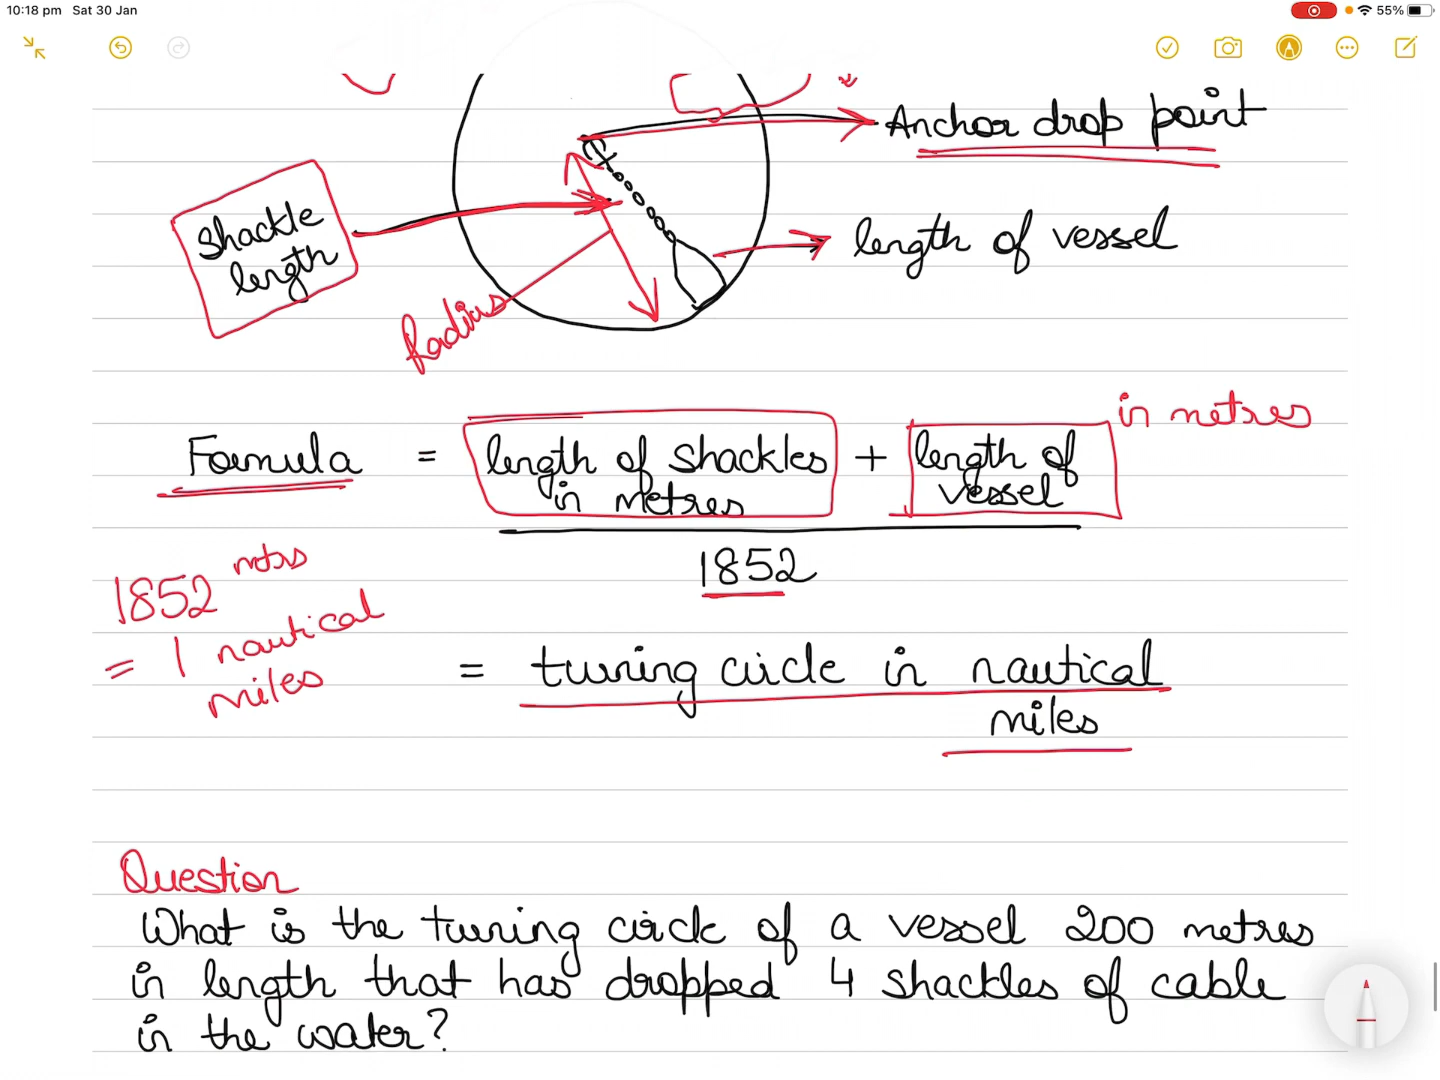 10:18 pm Sat 30 Jan
55%
Anchor drop point
Shackle
length
length of vessel
Radius
in metres
Formula = length of shackles + length of
in metres vessel
1852
1852 mtrs
= 1 nautical
miles
= turning circle in nautical
miles
Question
What is the turning circle of a vessel 200 metres
in length that has dropped 4 shackles of cable
in the water?